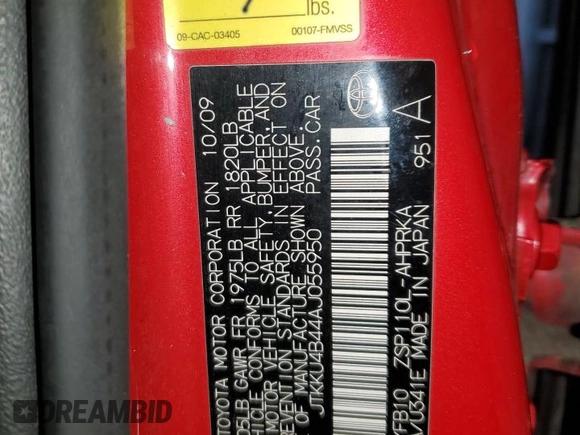 lbs.
09-CAC-03405 00107-FMVSS
TOYOTA MOTOR CORPORATION 10/09
GAWR FR 1975LB RR 1820LB
CONFORMS TO ALL APPLICABLE
MOTOR VEHICLE SAFETY, BUMPER, AND
PREVENTION STANDARDS IN EFFECT ON
OF MANUFACTURE SHOWN ABOVE.
JTKKU4B44AJ055950 PASS.CAR
ZSP110L-AHPRKA
MADE IN JAPAN 951 A
DREAMBID